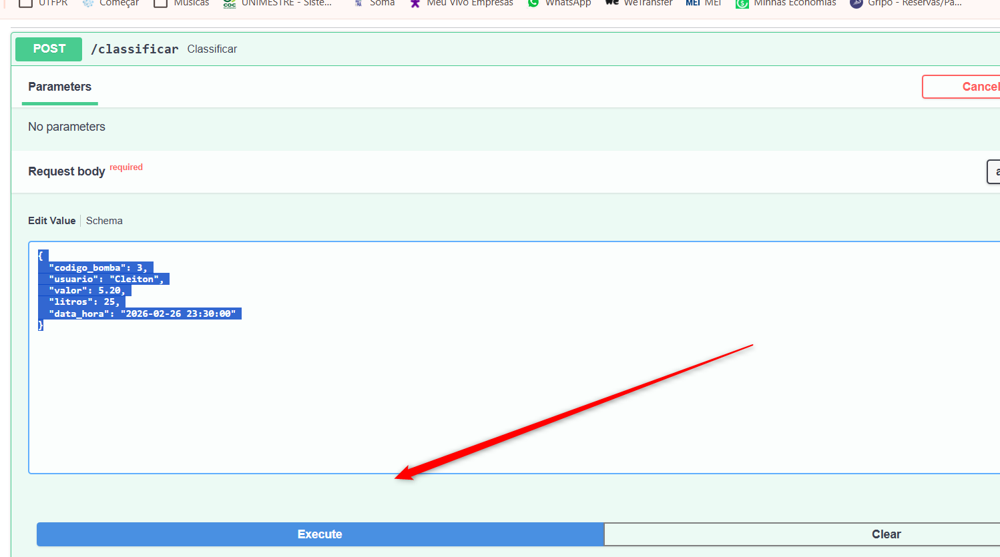 UTFPR Começar Músicas UNIMESTRE - Siste... Soma Meu Vivo Empresas WhatsApp WeTransfer MEI MEI Minhas Economias Gripo - Reservas/Pa...
POST /classificar Classificar
Parameters
Cancel
No parameters
Request body required
a
Edit Value Schema
{
"codigo_bomba": 3,
"usuario": "Cleiton",
"valor": 5.20,
"litros": 25,
"data_hora": "2026-02-26 23:30:00"
}
Execute Clear